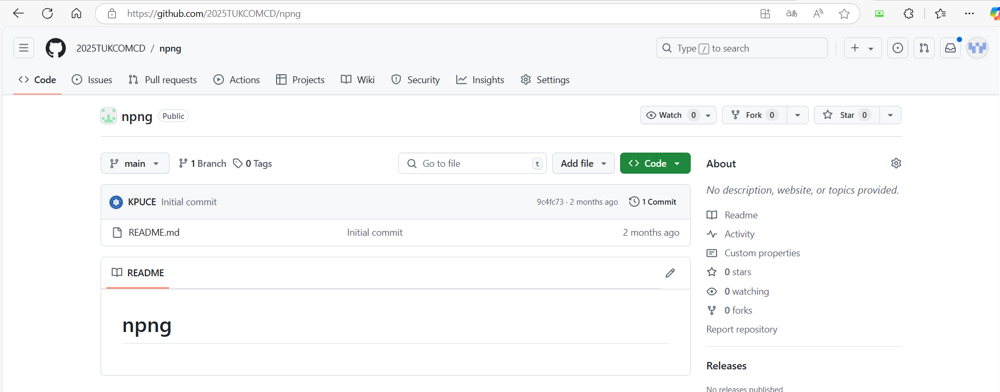 https://github.com/2025TUKCOMCD/npng
2025TUKCOMCD / npng
Type / to search
Code Issues Pull requests Actions Projects Wiki Security Insights Settings
npng Public
Watch 0 Fork 0 Star 0
main 1 Branch 0 Tags Go to file t Add file Code
KPUCE Initial commit 9c4fc73 · 2 months ago 1 Commit
README.md Initial commit 2 months ago
README
npng
About
No description, website, or topics provided.
Readme
Activity
Custom properties
0 stars
0 watching
0 forks
Report repository
Releases
No releases published